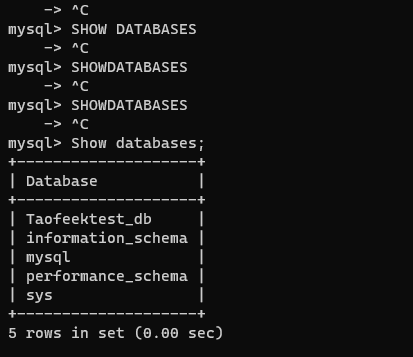 -> ^C
mysql> SHOW DATABASES
    -> ^C
mysql> SHOWDATABASES
    -> ^C
mysql> SHOWDATABASES
    -> ^C
mysql> Show databases;
+--------------------+
| Database           |
+--------------------+
| Taofeektest_db     |
| information_schema |
| mysql              |
| performance_schema |
| sys                |
+--------------------+
5 rows in set (0.00 sec)